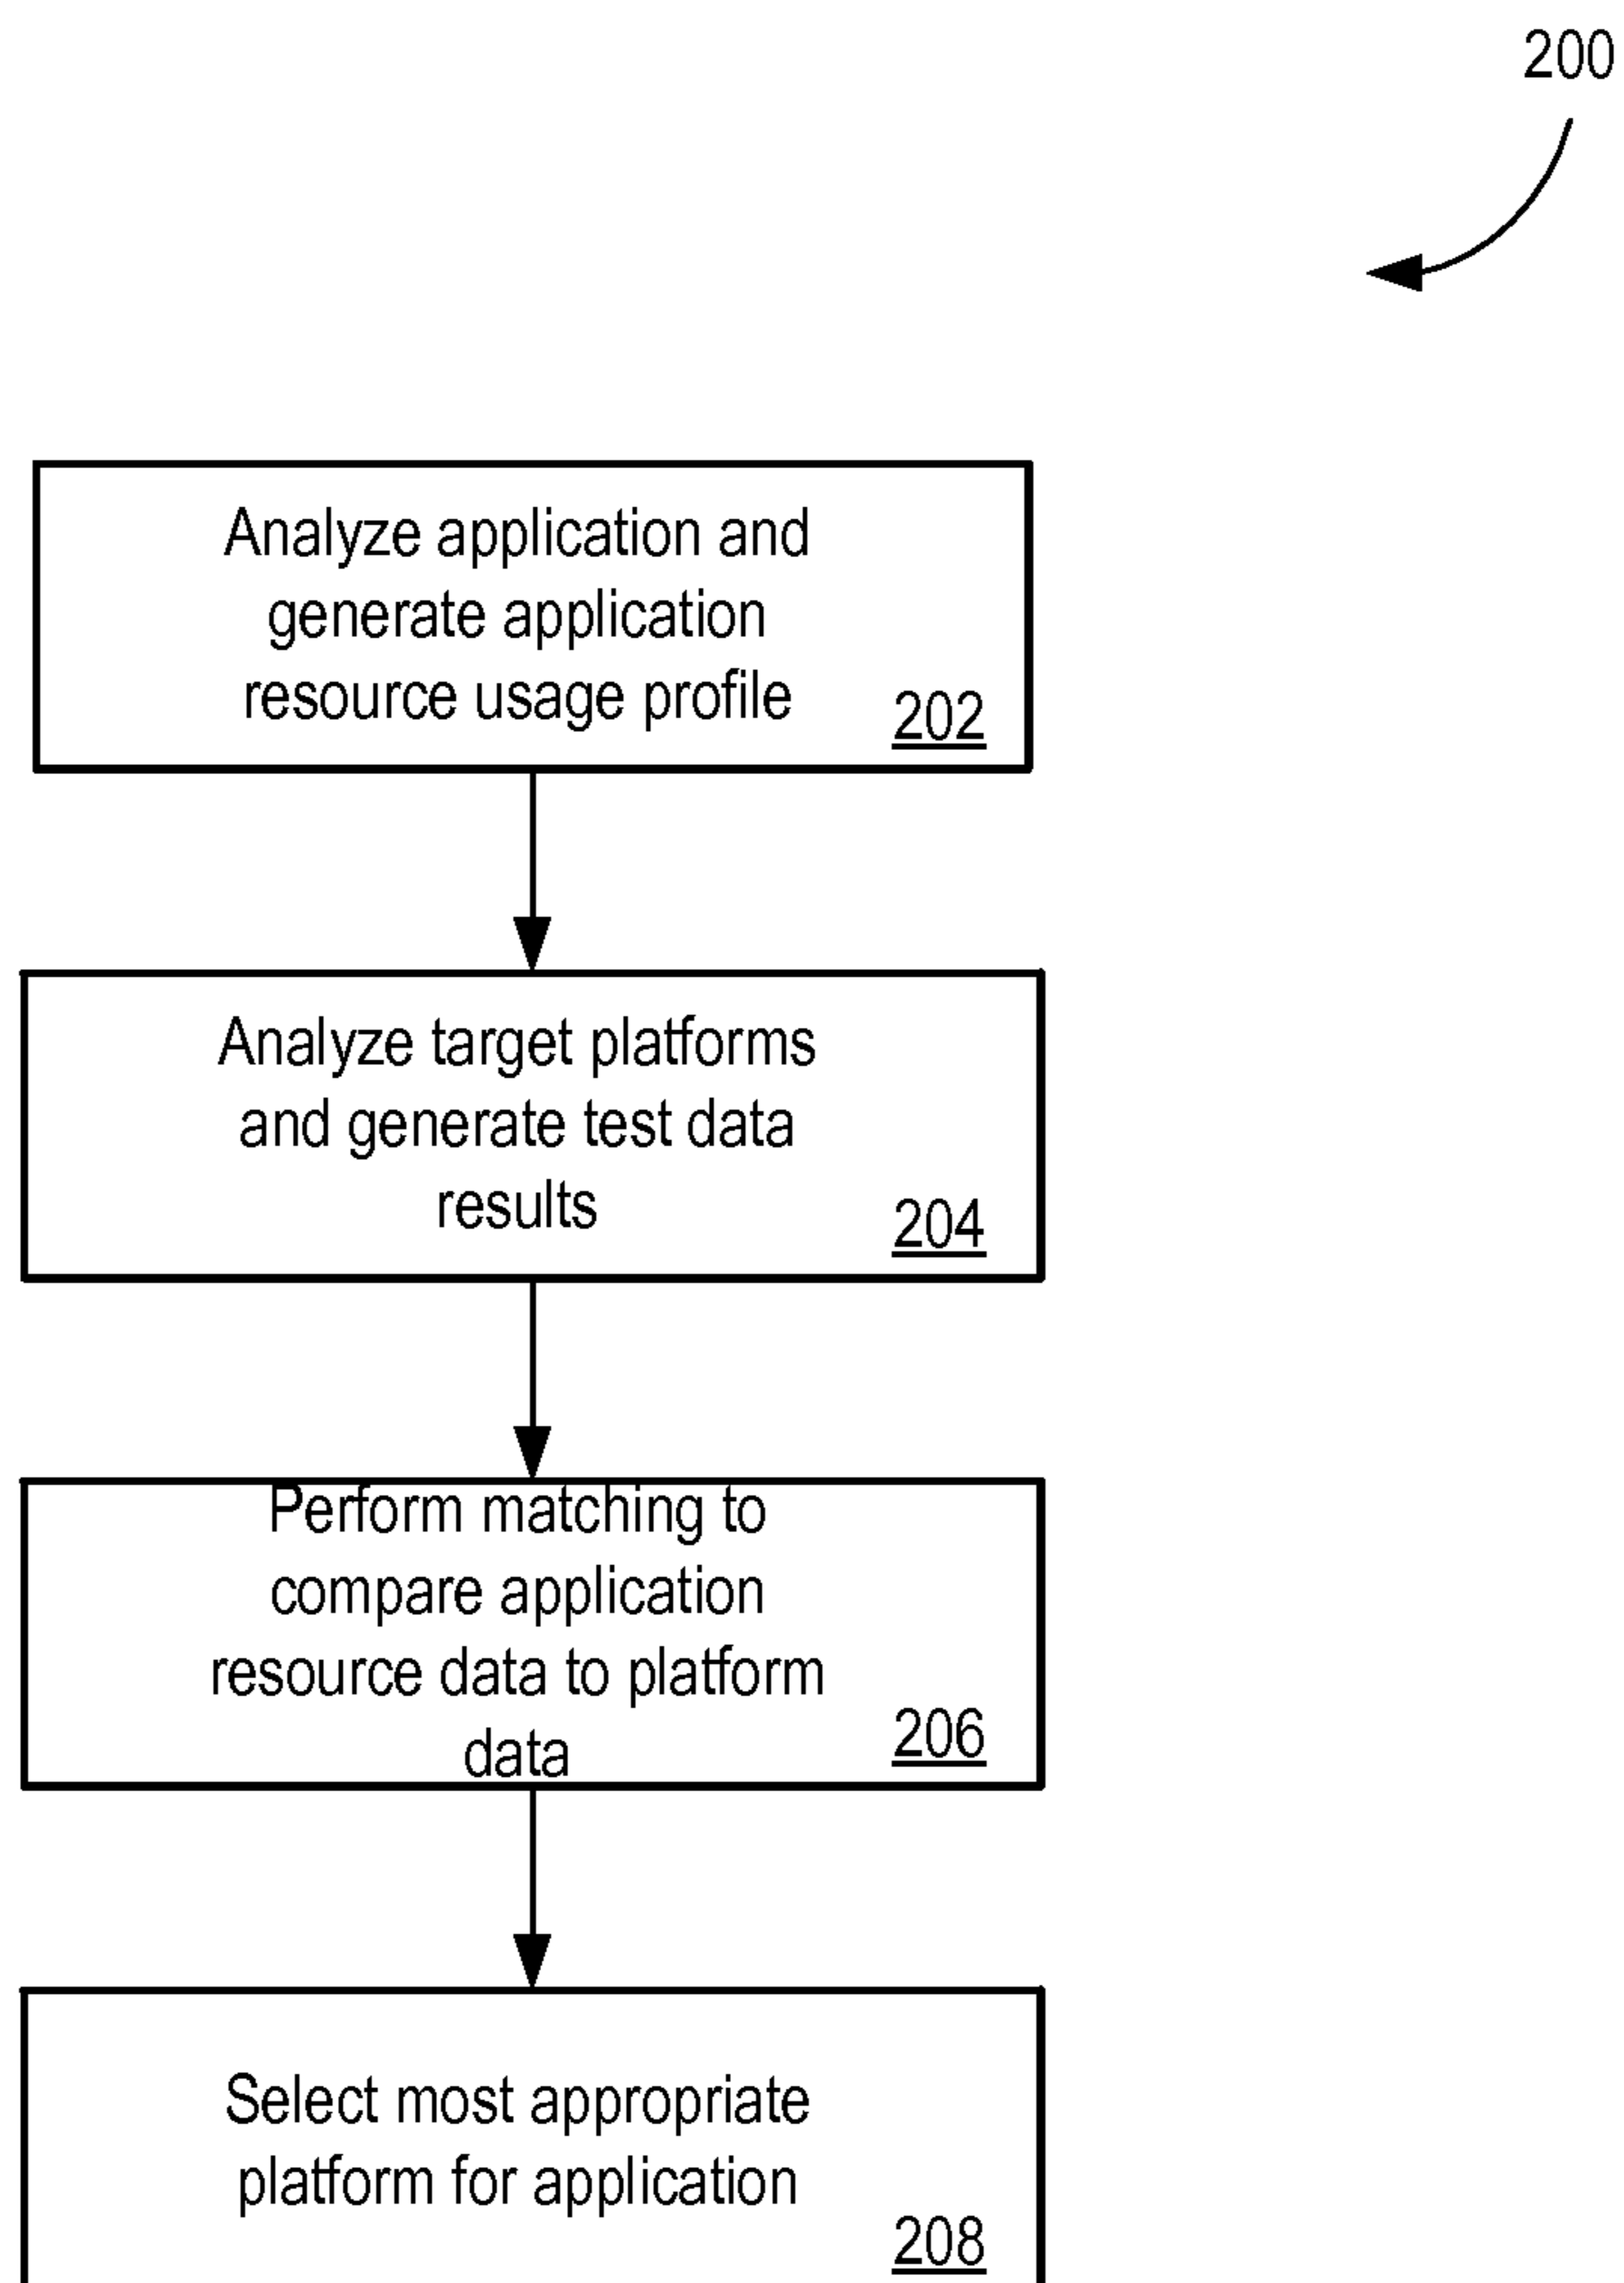 200
Analyze application and
generate application
resource usage profile
202
Analyze target platforms
and generate test data
results
204
Perform matching to
compare application
resource data to platform
data
206
Select most appropriate
platform for application
208